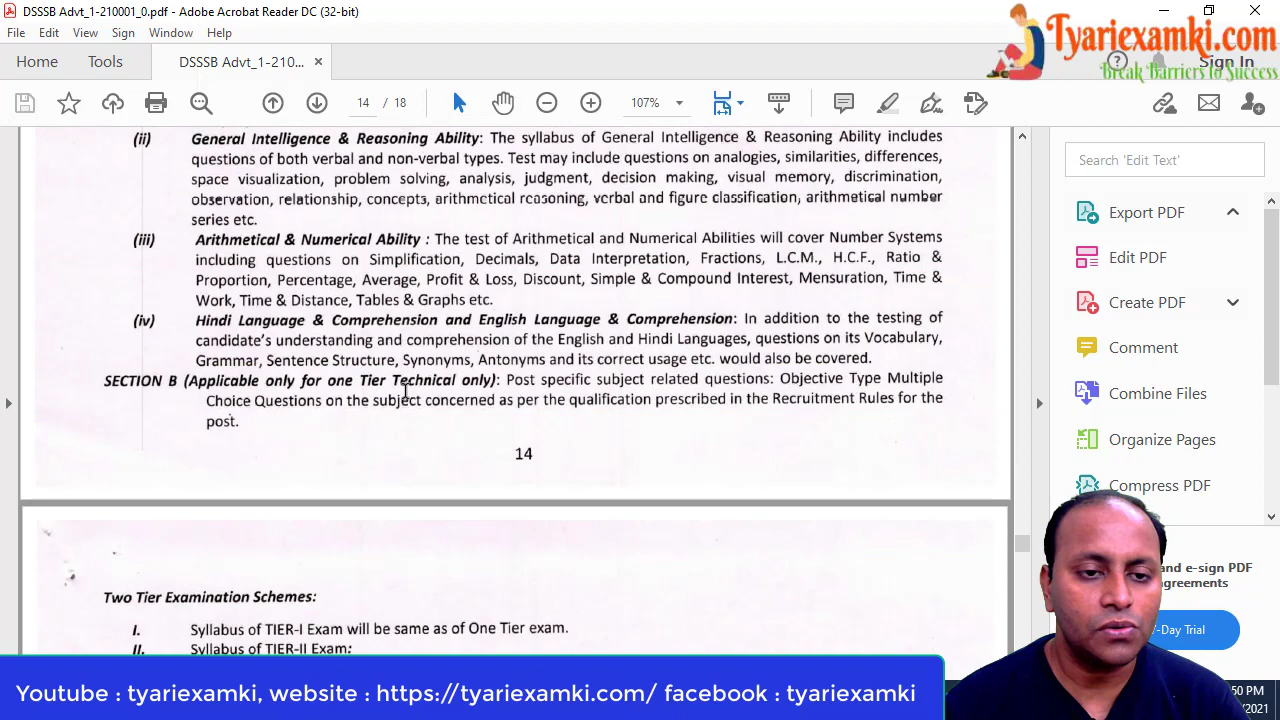 DSSSB Advt_1-210001_0.pdf - Adobe Acrobat Reader DC (32-bit)
File Edit View Sign Window Help
Tyariexamki.com
Break Barriers to Success
Home Tools DSSSB Advt_1-210... × Sign In
14 / 18 107%
(ii) General Intelligence & Reasoning Ability: The syllabus of General Intelligence & Reasoning Ability includes
questions of both verbal and non-verbal types. Test may include questions on analogies, similarities, differences,
space visualization, problem solving, analysis, judgment, decision making, visual memory, discrimination,
observation, relationship, concepts, arithmetical reasoning, verbal and figure classification, arithmetical number
series etc.
(iii) Arithmetical & Numerical Ability : The test of Arithmetical and Numerical Abilities will cover Number Systems
including questions on Simplification, Decimals, Data Interpretation, Fractions, L.C.M., H.C.F., Ratio &
Proportion, Percentage, Average, Profit & Loss, Discount, Simple & Compound Interest, Mensuration, Time &
Work, Time & Distance, Tables & Graphs etc.
(iv) Hindi Language & Comprehension and English Language & Comprehension: In addition to the testing of
candidate's understanding and comprehension of the English and Hindi Languages, questions on its Vocabulary,
Grammar, Sentence Structure, Synonyms, Antonyms and its correct usage etc. would also be covered.
SECTION B (Applicable only for one Tier Technical only): Post specific subject related questions: Objective Type Multiple
Choice Questions on the subject concerned as per the qualification prescribed in the Recruitment Rules for the
post.
14
Two Tier Examination Schemes:
I. Syllabus of TIER-I Exam will be same as of One Tier exam.
II. Syllabus of TIER-II Exam:
Search 'Edit Text'
Export PDF
Edit PDF
Create PDF
Comment
Combine Files
Organize Pages
Compress PDF
and e-sign PDF
agreements
7-Day Trial
Youtube : tyariexamki, website : https://tyariexamki.com/ facebook : tyariexamki
:50 PM
/2021